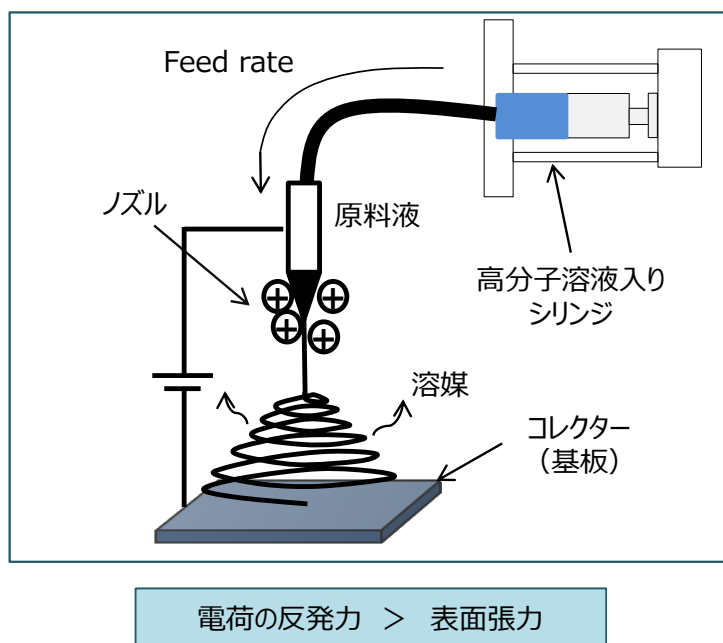 Feed rate
ノズル
原料液
高分子溶液入り
シリンジ
溶媒
コレクター
（基板）
電荷の反発力 ＞ 表面張力